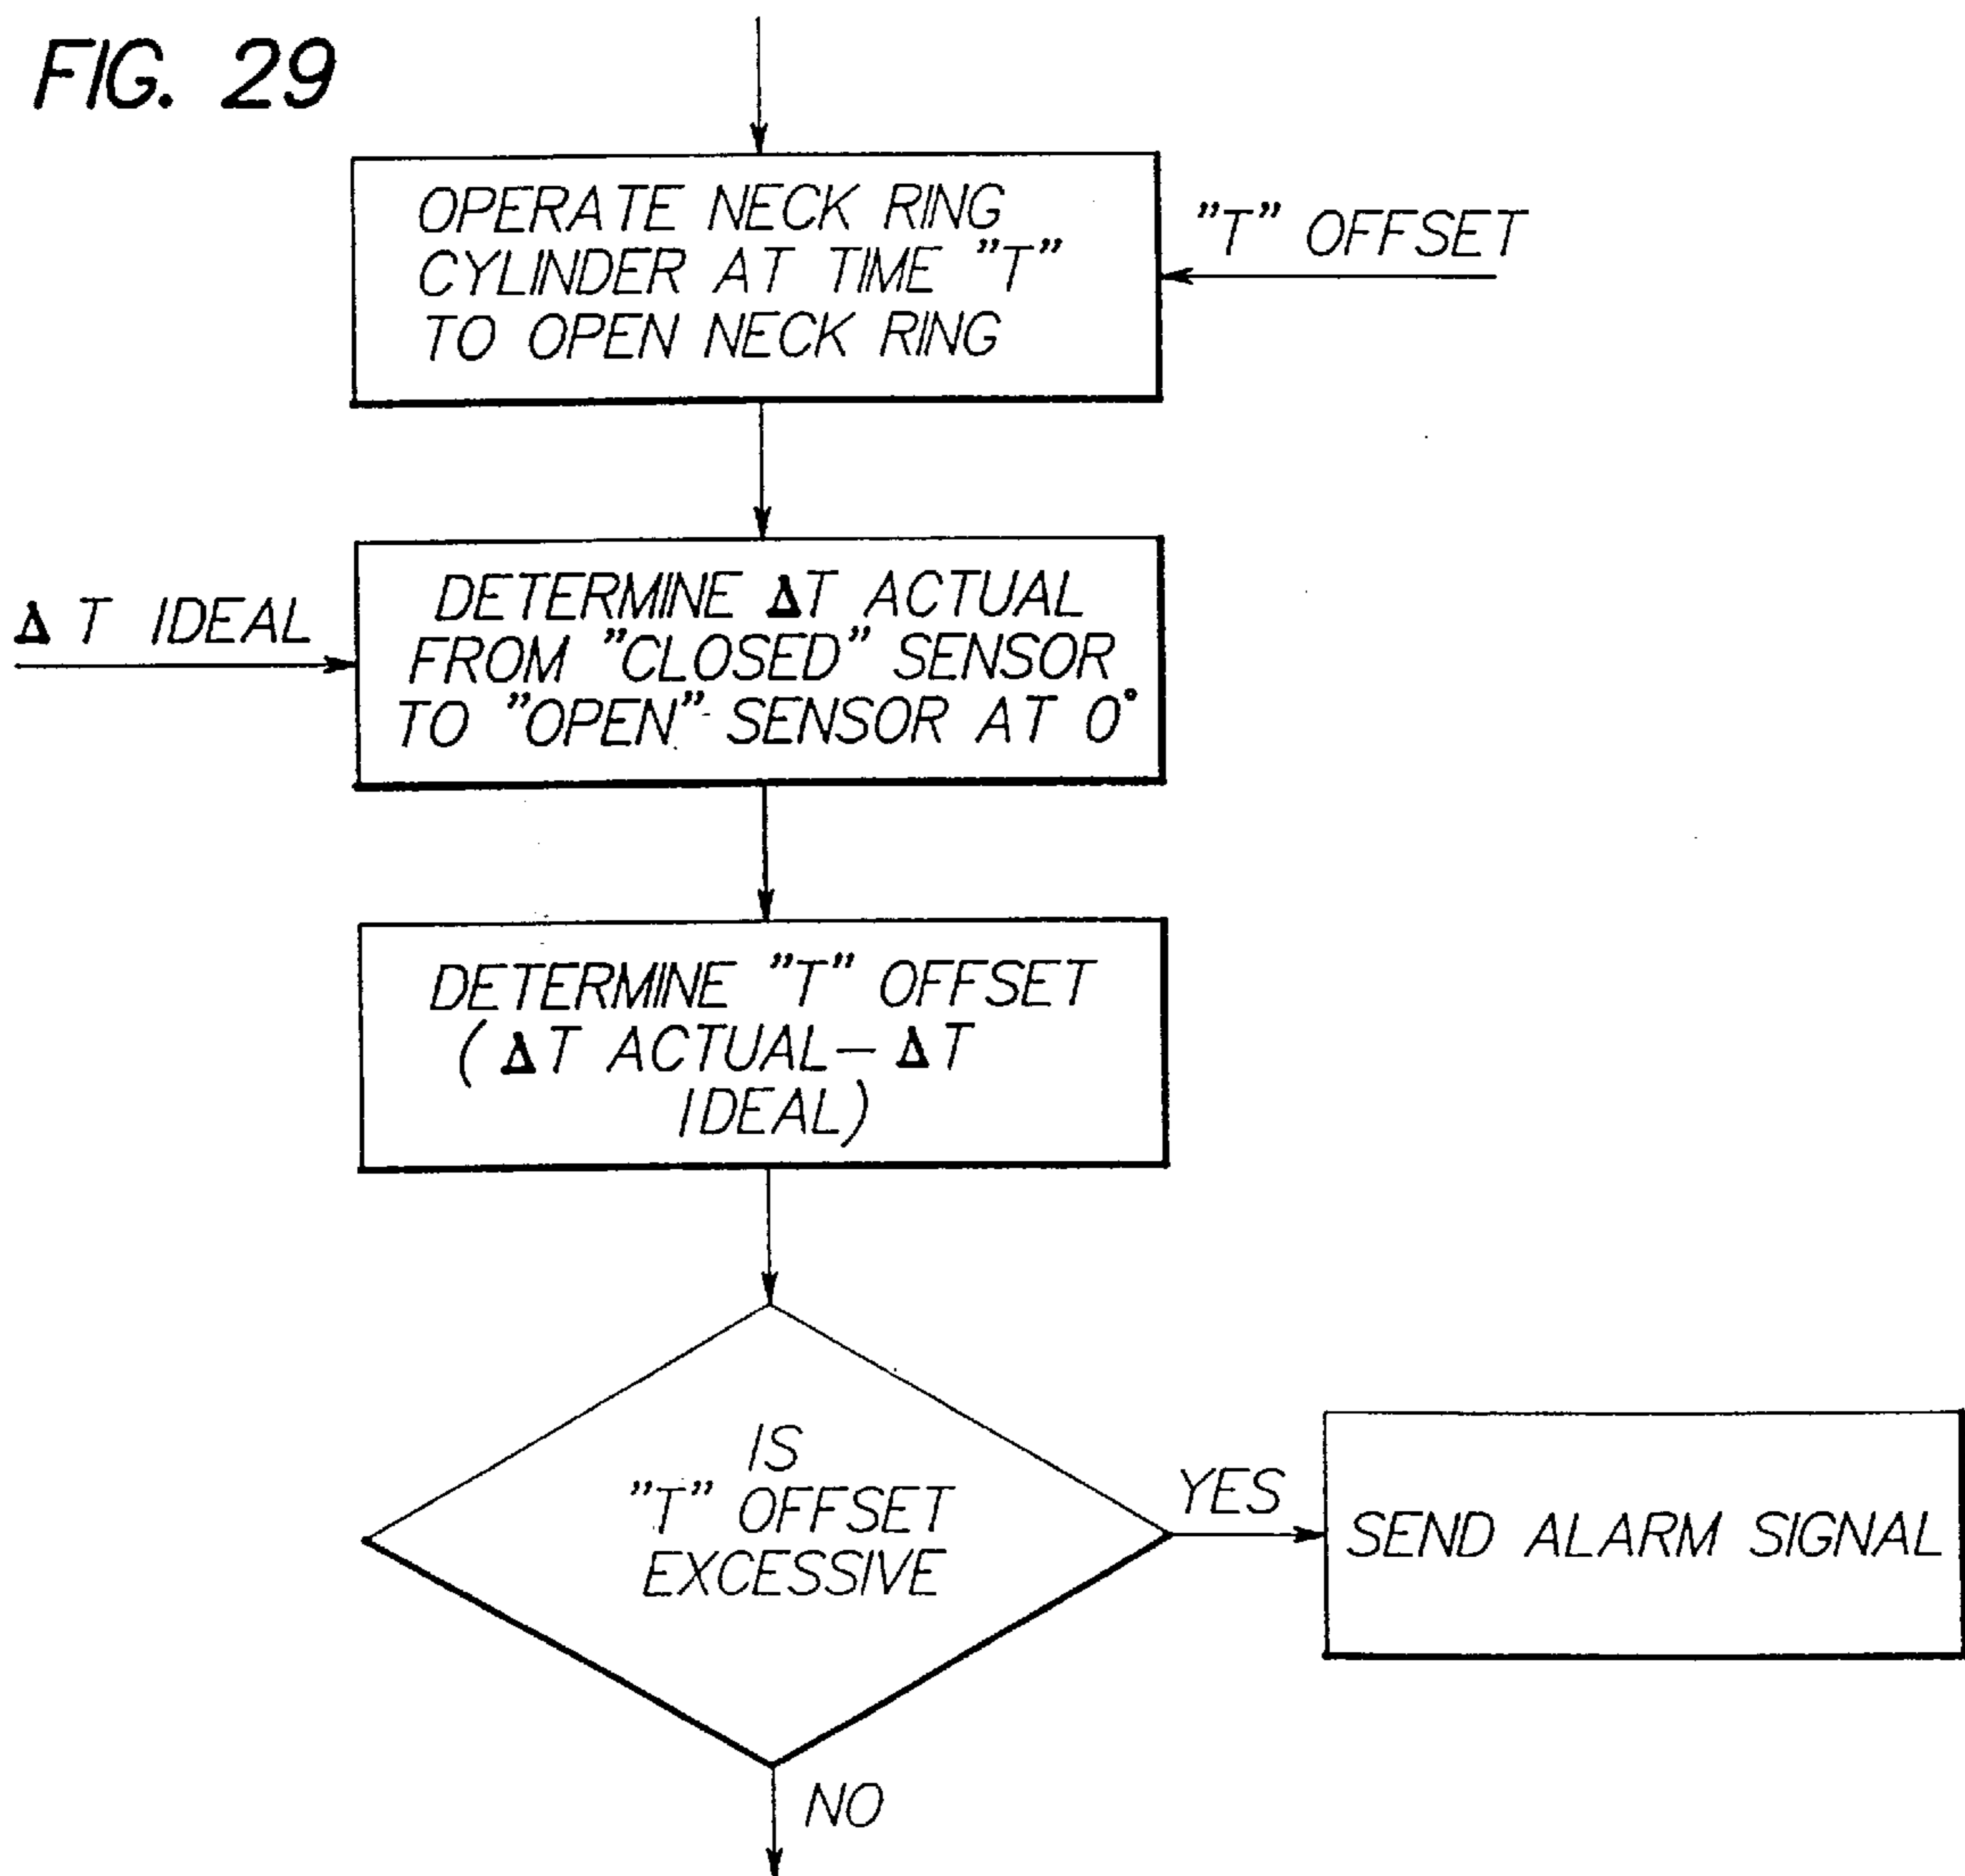 FIG. 29
OPERATE NECK RING
CYLINDER AT TIME "T"
TO OPEN NECK RING
"T" OFFSET
Δ T IDEAL
DETERMINE ΔT ACTUAL
FROM "CLOSED" SENSOR
TO "OPEN" SENSOR AT 0°
DETERMINE "T" OFFSET
(ΔT ACTUAL- ΔT
IDEAL)
IS
"T" OFFSET
EXCESSIVE
YES
SEND ALARM SIGNAL
NO